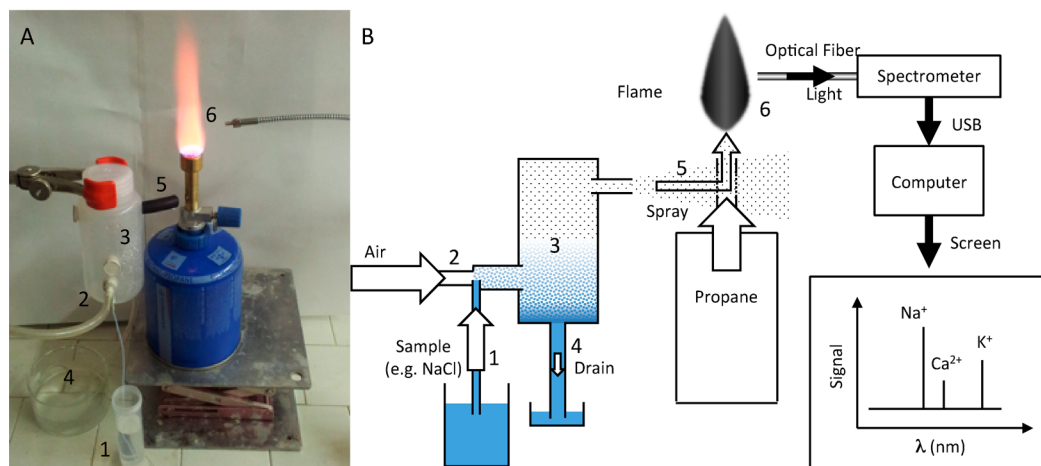 A
6
5
3
2
4
1
B
Optical Fiber
Light
Spectrometer
Flame
6
USB
5
Computer
Spray
Air
2
3
Screen
Propane
Sample
(e.g. NaCl)
1
4
Drain
Na⁺
Ca²⁺
K⁺
Signal
λ (nm)